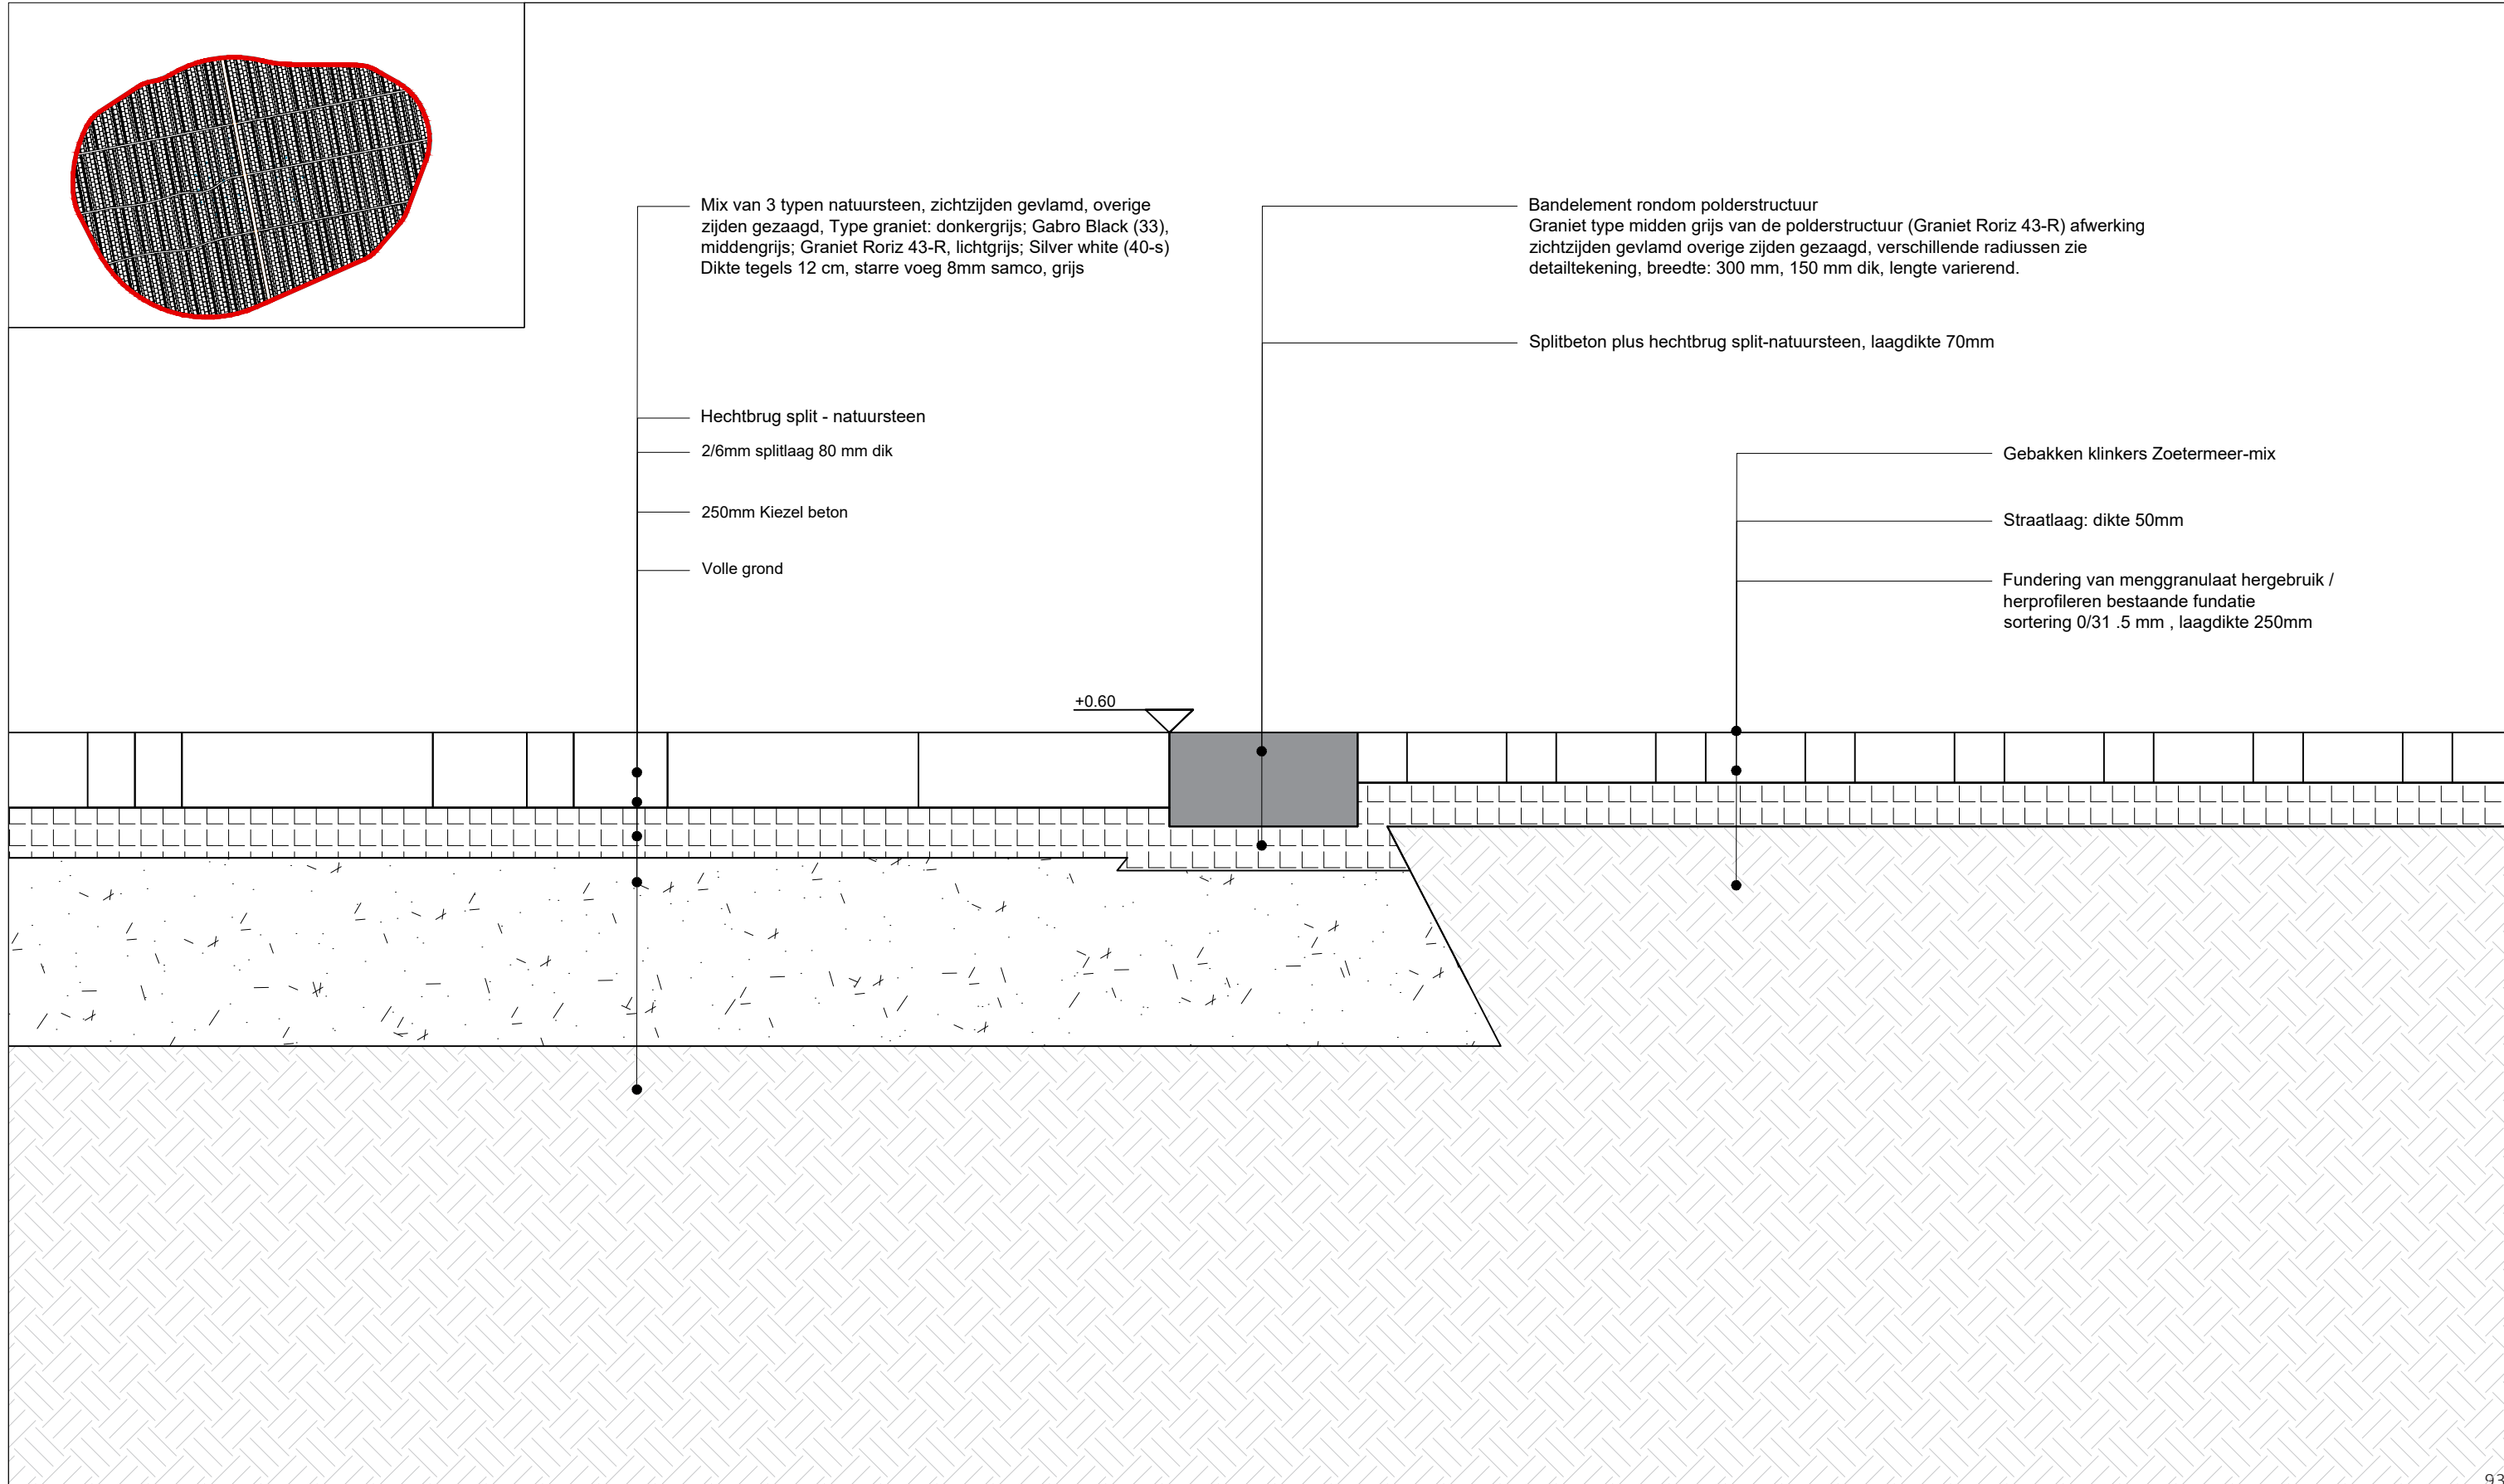 Mix van 3 typen natuursteen, zichtzijden gevlamd, overige
zijden gezaagd, Type graniet: donkergrijs; Gabro Black (33),
middengrijs; Graniet Roriz 43-R, lichtgrijs; Silver white (40-s)
Dikte tegels 12 cm, starre voeg 8mm samco, grijs
Hechtbrug split - natuursteen
2/6mm splitlaag 80 mm dik
250mm Kiezel beton
Volle grond
Bandelement rondom polderstructuur
Graniet type midden grijs van de polderstructuur (Graniet Roriz 43-R) afwerking
zichtzijden gevlamd overige zijden gezaagd, verschillende radiussen zie
detailtekening, breedte: 300 mm, 150 mm dik, lengte varierend.
Splitbeton plus hechtbrug split-natuursteen, laagdikte 70mm
Gebakken klinkers Zoetermeer-mix
Straatlaag: dikte 50mm
Fundering van menggranulaat hergebruik /
herprofileren bestaande fundatie
sortering 0/31 .5 mm , laagdikte 250mm
+0.60
93